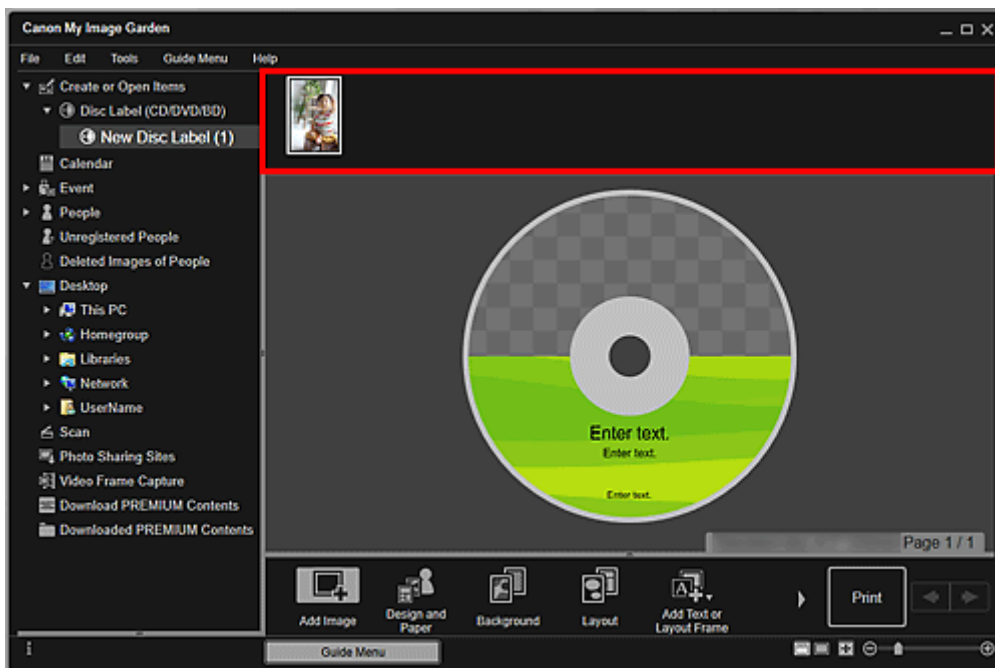 Canon My Image Garden
File Edit Tools Guide Menu Help
Create or Open Items
Disc Label (CD/DVD/BD)
New Disc Label (1)
Calendar
Event
People
Unregistered People
Deleted Images of People
Desktop
This PC
Homegroup
Libraries
Network
UserName
Scan
Photo Sharing Sites
Video Frame Capture
Download PREMIUM Contents
Downloaded PREMIUM Contents
Enter text.
Enter text.
Enter text.
Page 1 / 1
Add Image
Design and
Paper
Background
Layout
Add Text or
Layout Frame
Print
Guide Menu